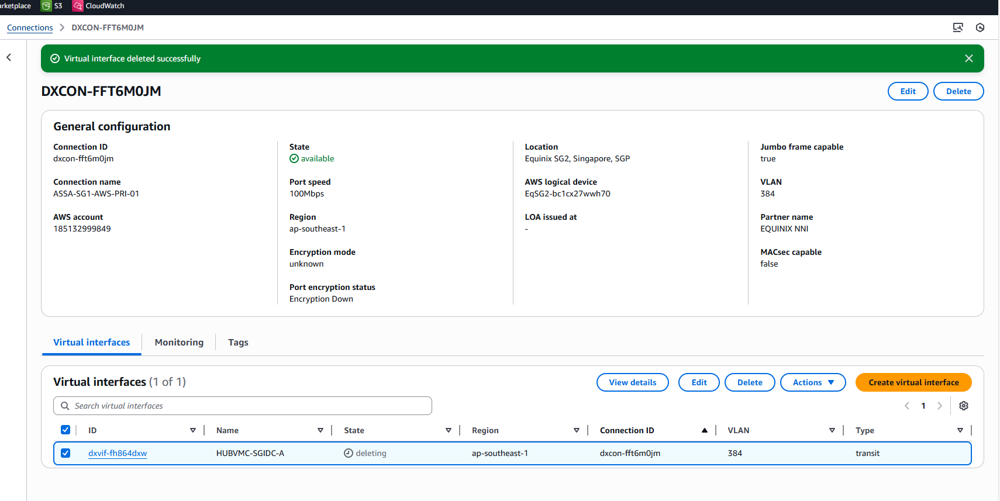 arketplace S3 CloudWatch
Connections > DXCON-FFT6M0JM
Virtual interface deleted successfully
DXCON-FFT6M0JM
Edit Delete
General configuration
Connection ID
dxcon-fft6m0jm
Connection name
ASSA-SG1-AWS-PRI-01
AWS account
185132999849
State
available
Port speed
100Mbps
Region
ap-southeast-1
Encryption mode
unknown
Port encryption status
Encryption Down
Location
Equinix SG2, Singapore, SGP
AWS logical device
EqSG2-bc1cx27wwh70
LOA issued at
-
Jumbo frame capable
true
VLAN
384
Partner name
EQUINIX NNI
MACsec capable
false
Virtual interfaces Monitoring Tags
Virtual interfaces (1 of 1)
View details Edit Delete Actions Create virtual interface
Search virtual interfaces
1
ID Name State Region Connection ID VLAN Type
dxvif-fh864dxw HUBVMC-SGIDC-A deleting ap-southeast-1 dxcon-fft6m0jm 384 transit